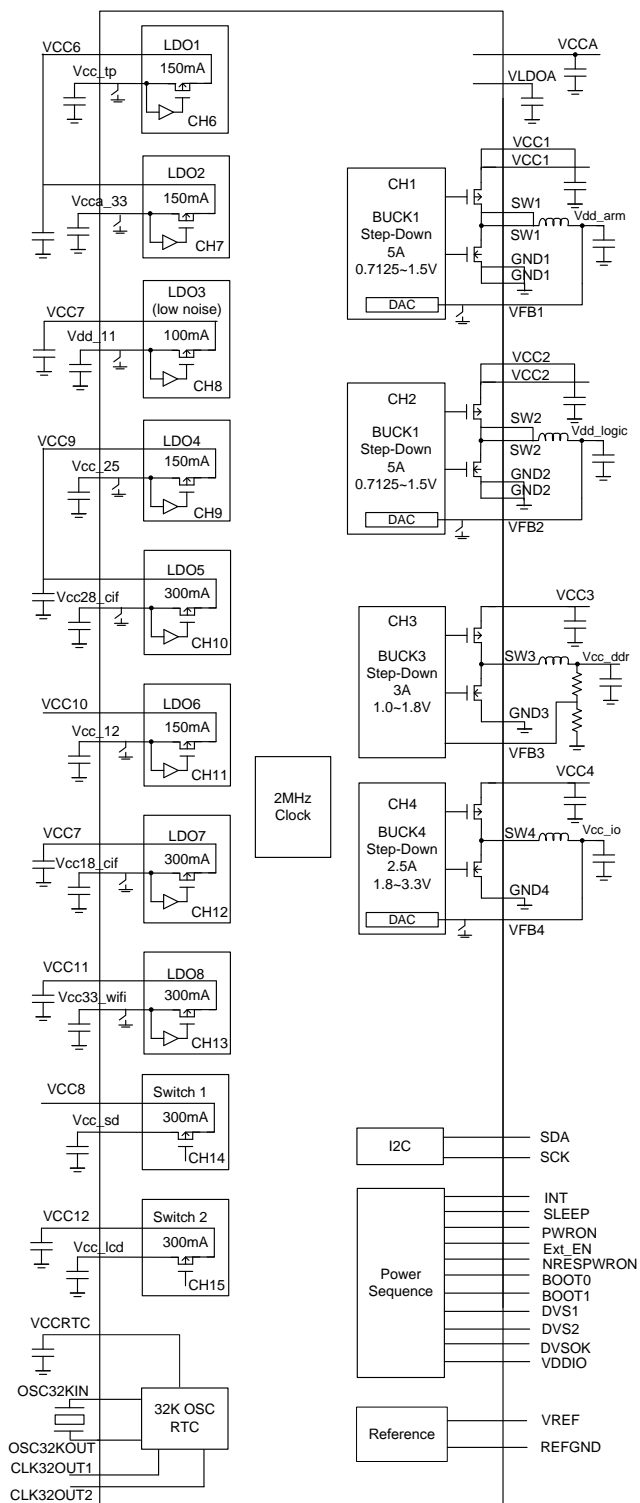 VCC6
LDO1
Vcc_tp
150mA
CH6
LDO2
Vcca_33
150mA
CH7
LDO3
(low noise)
VCC7
Vdd_11
100mA
CH8
VCC9
LDO4
Vcc_25
150mA
CH9
LDO5
Vcc28_cif
300mA
CH10
VCC10
LDO6
Vcc_12
150mA
CH11
VCC7
LDO7
Vcc18_cif
300mA
CH12
VCC11
LDO8
Vcc33_wifi
300mA
CH13
VCC8
Switch 1
Vcc_sd
300mA
CH14
VCC12
Switch 2
Vcc_lcd
300mA
CH15
VCCRTC
OSC32KIN
32K OSC
RTC
OSC32KOUT
CLK32OUT1
CLK32OUT2
2MHz
Clock
VCCA
VLDOA
CH1
BUCK1
Step-Down
5A
0.7125~1.5V
DAC
VCC1
VCC1
SW1
SW1
Vdd_arm
GND1
GND1
VFB1
CH2
BUCK1
Step-Down
5A
0.7125~1.5V
DAC
VCC2
VCC2
SW2
SW2
Vdd_logic
GND2
GND2
VFB2
CH3
BUCK3
Step-Down
3A
1.0~1.8V
VCC3
SW3
Vcc_ddr
GND3
VFB3
CH4
BUCK4
Step-Down
2.5A
1.8~3.3V
DAC
VCC4
SW4
Vcc_io
GND4
VFB4
I2C
SDA
SCK
Power
Sequence
INT
SLEEP
PWRON
Ext_EN
NRESPWRON
BOOT0
BOOT1
DVS1
DVS2
DVSOK
VDDIO
Reference
VREF
REFGND